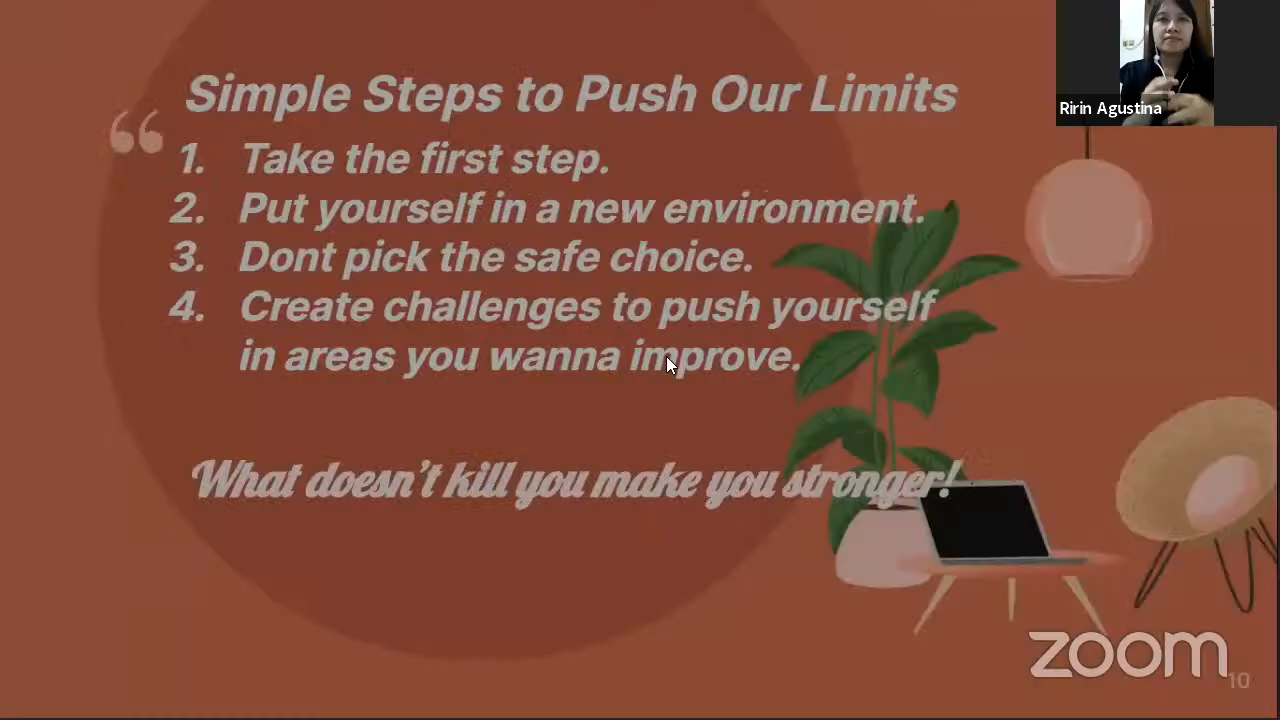 Simple Steps to Push Our Limits
1. Take the first step.
2. Put yourself in a new environment.
3. Dont pick the safe choice.
4. Create challenges to push yourself
in areas you wanna improve.
What doesn't kill you make you stronger!
Ririn Agustina
zoom
10